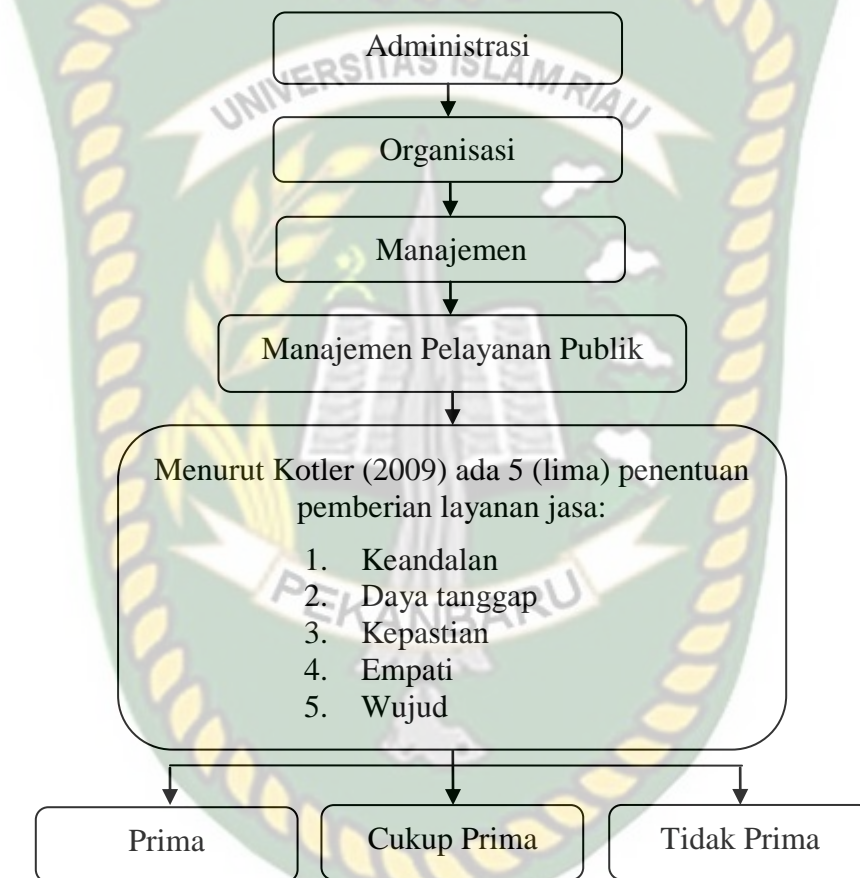 UNIVERSITAS ISLAM RIAU
Administrasi
Organisasi
Manajemen
Manajemen Pelayanan Publik
Menurut Kotler (2009) ada 5 (lima) penentuan
pemberian layanan jasa:
1. Keandalan
2. Daya tanggap
3. Kepastian
4. Empati
5. Wujud
PEKANBARU
Prima
Cukup Prima
Tidak Prima